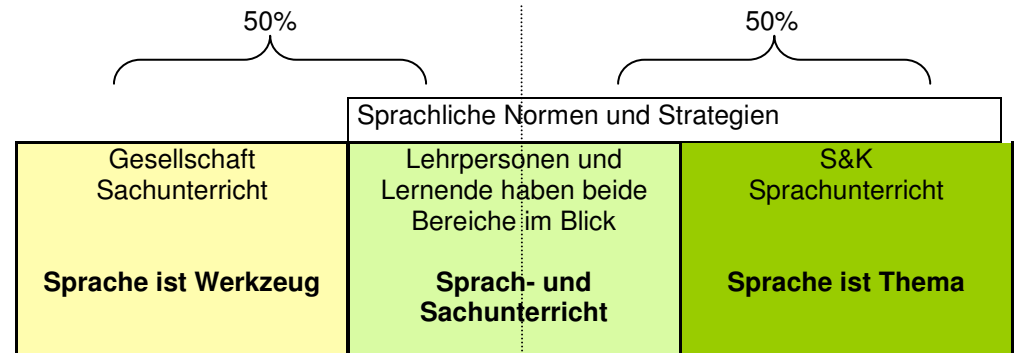 50%
50%
Sprachliche Normen und Strategien
Gesellschaft
Sachunterricht
Sprache ist Werkzeug
Lehrpersonen und
Lernende haben beide
Bereiche im Blick
Sprach- und
Sachunterricht
S&K
Sprachunterricht
Sprache ist Thema